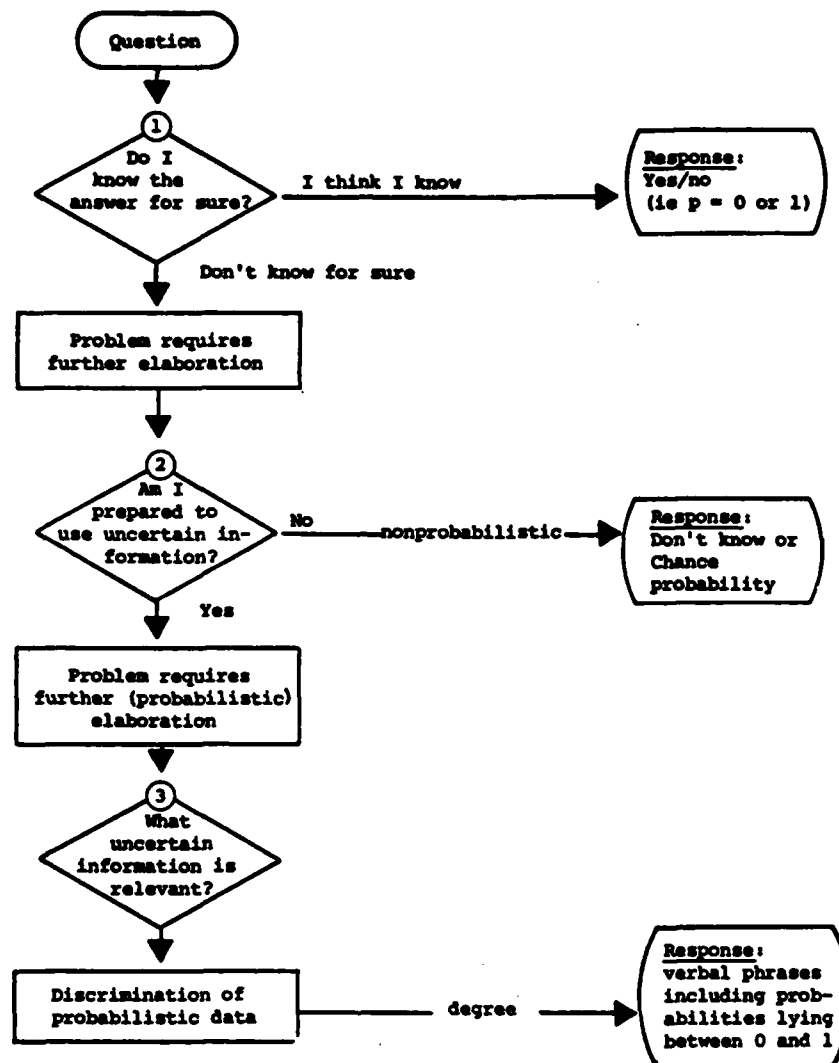 Question
1
Do I
know the
answer for sure?
I think I know
Response:
Yes/no
(ie p = 0 or 1)
Don't know for sure
Problem requires
further elaboration
2
Am I
prepared to
use uncertain in-
formation?
No
nonprobabilistic
Response:
Don't know or
Chance
probability
Yes
Problem requires
further (probabilistic)
elaboration
3
What
uncertain
information is
relevant?
Discrimination of
probabilistic data
degree
Response:
verbal phrases
including prob-
abilities lying
between 0 and 1